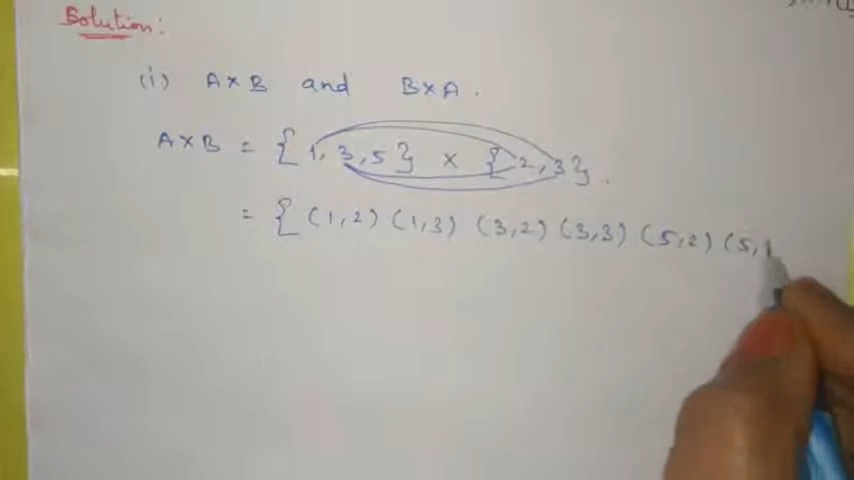 Solution:
(i) A×B and B×A.
A×B = {1,3,5} × {2,3}.
= { (1,2) (1,3) (3,2) (3,3) (5,2) (5,